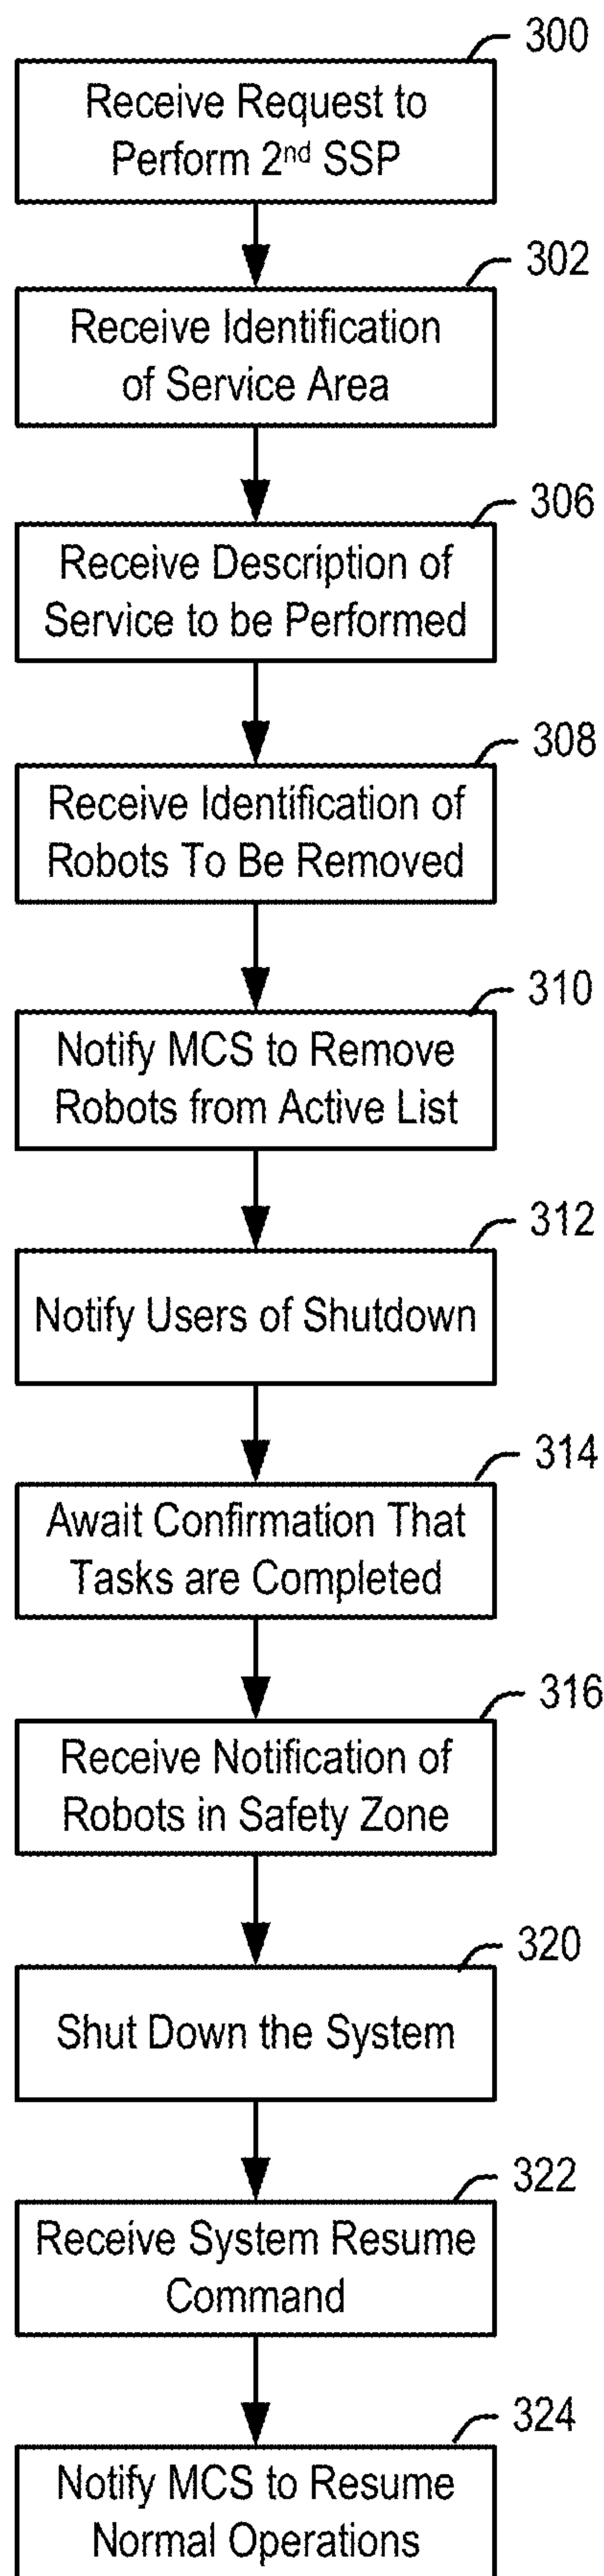 300
Receive Request to
Perform 2nd SSP
302
Receive Identification
of Service Area
306
Receive Description of
Service to be Performed
308
Receive Identification of
Robots To Be Removed
310
Notify MCS to Remove
Robots from Active List
312
Notify Users of Shutdown
314
Await Confirmation That
Tasks are Completed
316
Receive Notification of
Robots in Safety Zone
320
Shut Down the System
322
Receive System Resume
Command
324
Notify MCS to Resume
Normal Operations